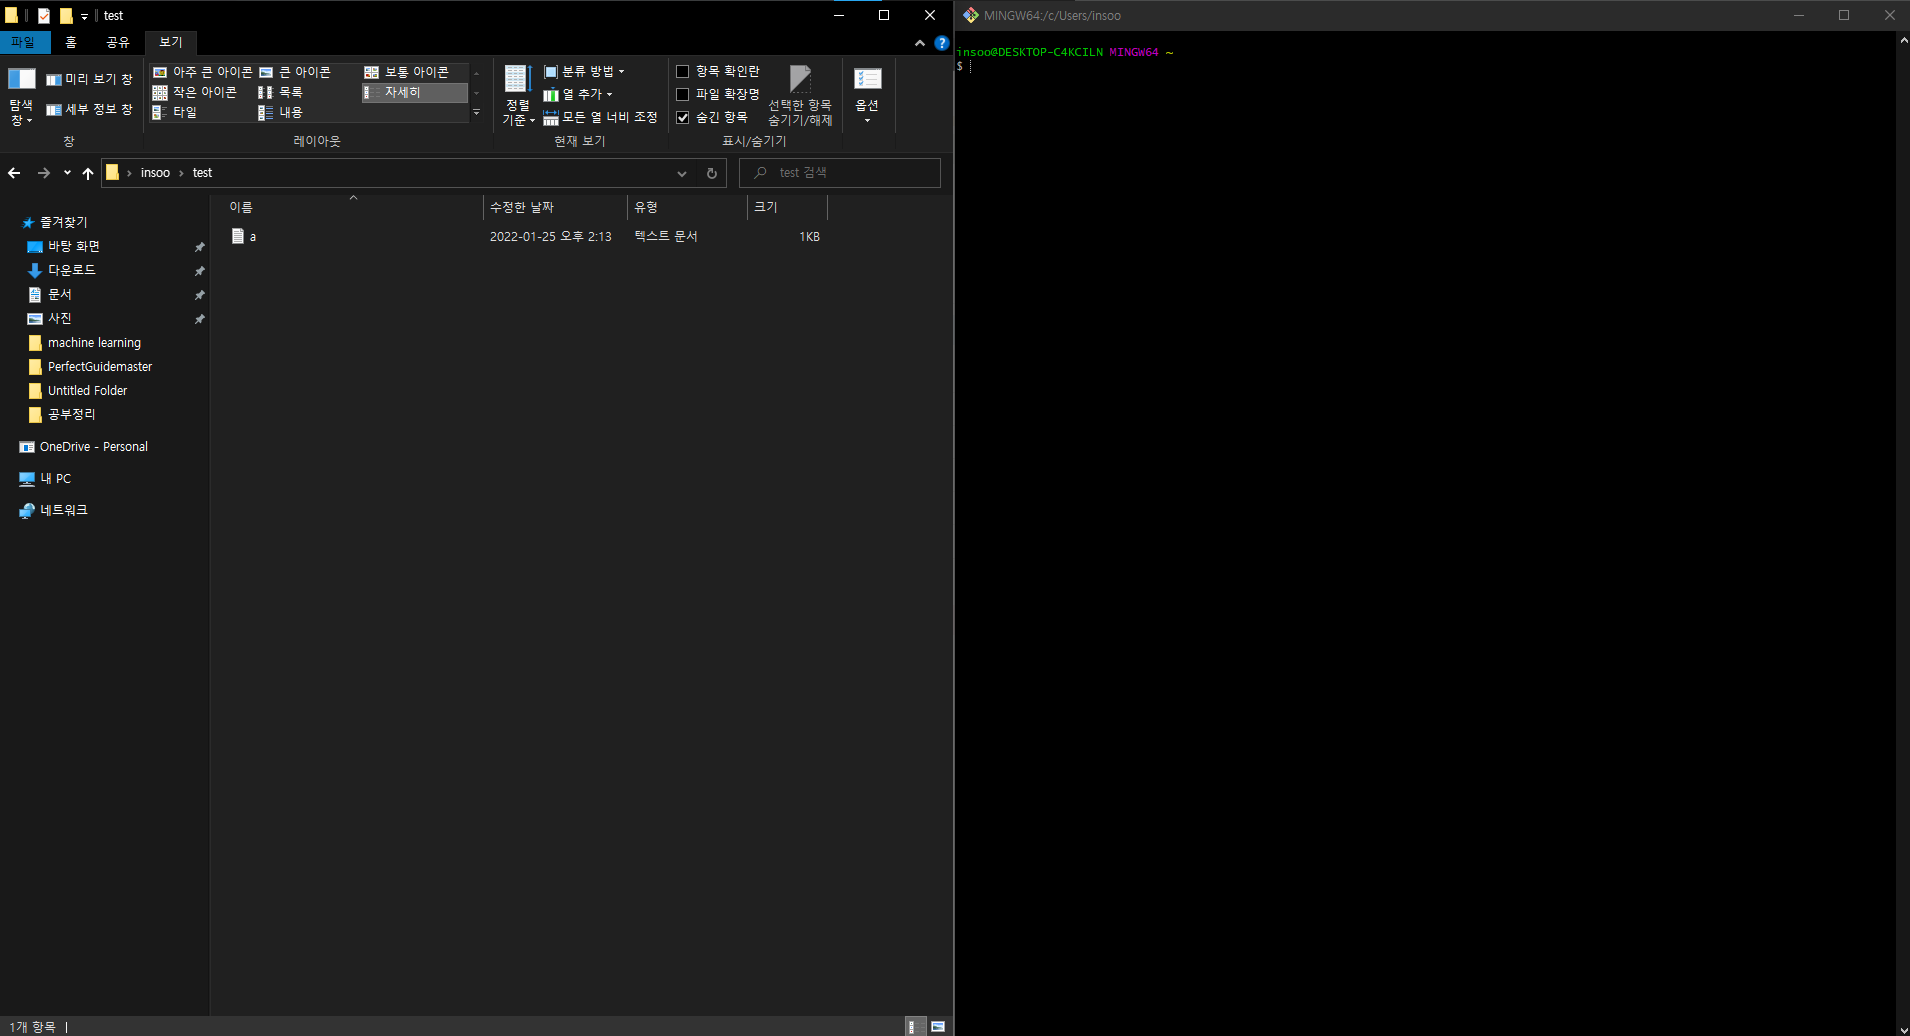 test
파일 홈 공유 보기
탐색 창
미리 보기 창
세부 정보 창
창
아주 큰 아이콘 큰 아이콘 보통 아이콘
작은 아이콘 목록 자세히
타일 내용
레이아웃
정렬 기준
분류 방법
열 추가
모든 열 너비 조정
현재 보기
항목 확인란
파일 확장명
숨긴 항목
선택한 항목
숨기기/해제
표시/숨기기
옵션
insoo test
test 검색
즐겨찾기
바탕 화면
다운로드
문서
사진
machine learning
PerfectGuidemaster
Untitled Folder
공부정리
OneDrive - Personal
내 PC
네트워크
이름 수정한 날짜 유형 크기
a 2022-01-25 오후 2:13 텍스트 문서 1KB
1개 항목
MINGW64:/c/Users/insoo
insoo@DESKTOP-C4KCILN MINGW64 ~
$